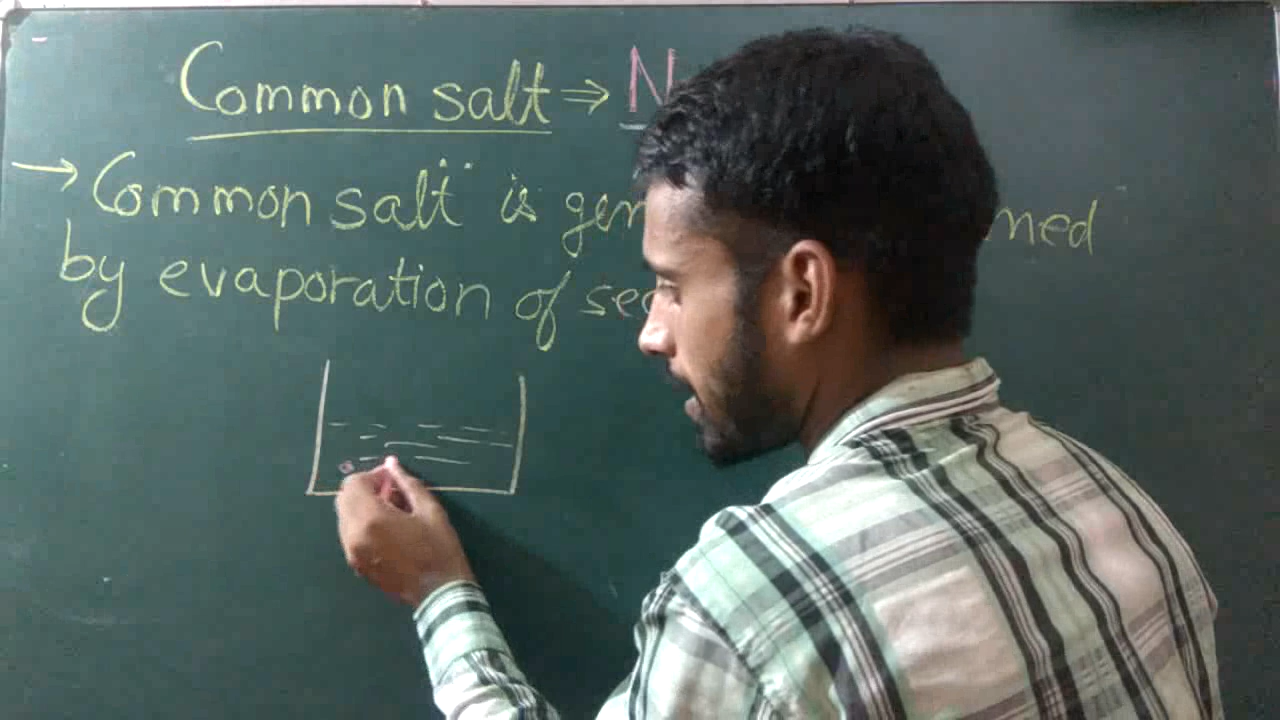 Common salt ⇒ N
→ Common salt is gen med
by evaporation of sea